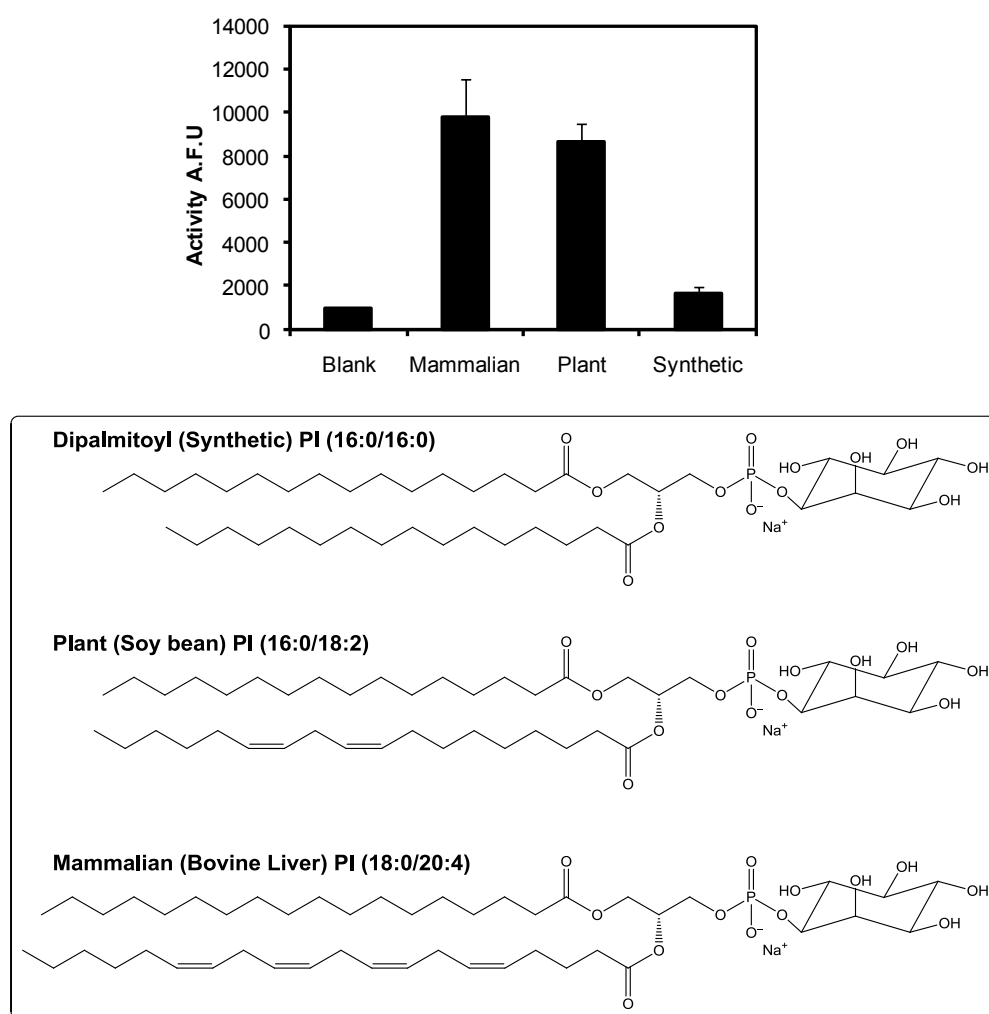 14000
12000
10000
8000
6000
4000
2000
0
Activity A.F.U
Blank Mammalian Plant Synthetic
Dipalmitoyl (Synthetic) PI (16:0/16:0)
O O OH
HO OH OH
O O P O OH
O O⁻ Na⁺
O
Plant (Soy bean) PI (16:0/18:2)
O O OH
HO OH OH
O O P O OH
O O⁻ Na⁺
O
Mammalian (Bovine Liver) PI (18:0/20:4)
O O OH
HO OH OH
O O P O OH
O O⁻ Na⁺
O